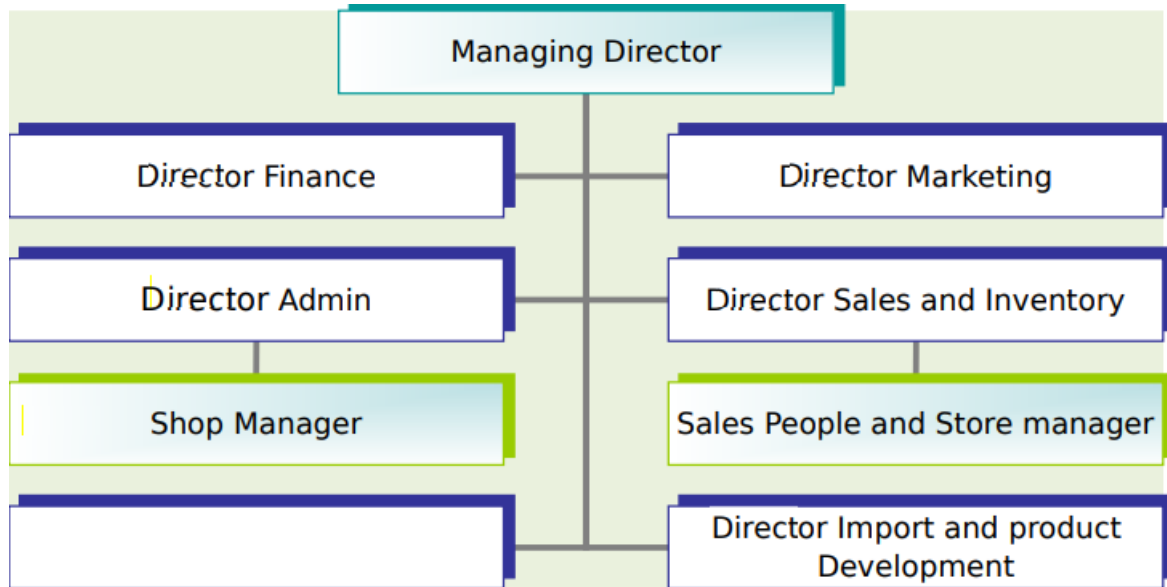 Managing Director
Director Finance
Director Marketing
Director Admin
Director Sales and Inventory
Shop Manager
Sales People and Store manager
Director Import and product
Development